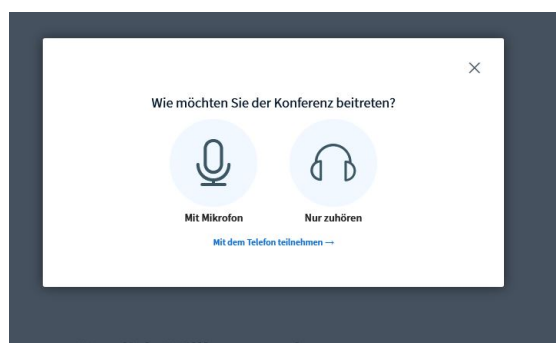 Wie möchten Sie der Konferenz beitreten?
Mit Mikrofon
Nur zuhören
Mit dem Telefon teilnehmen →